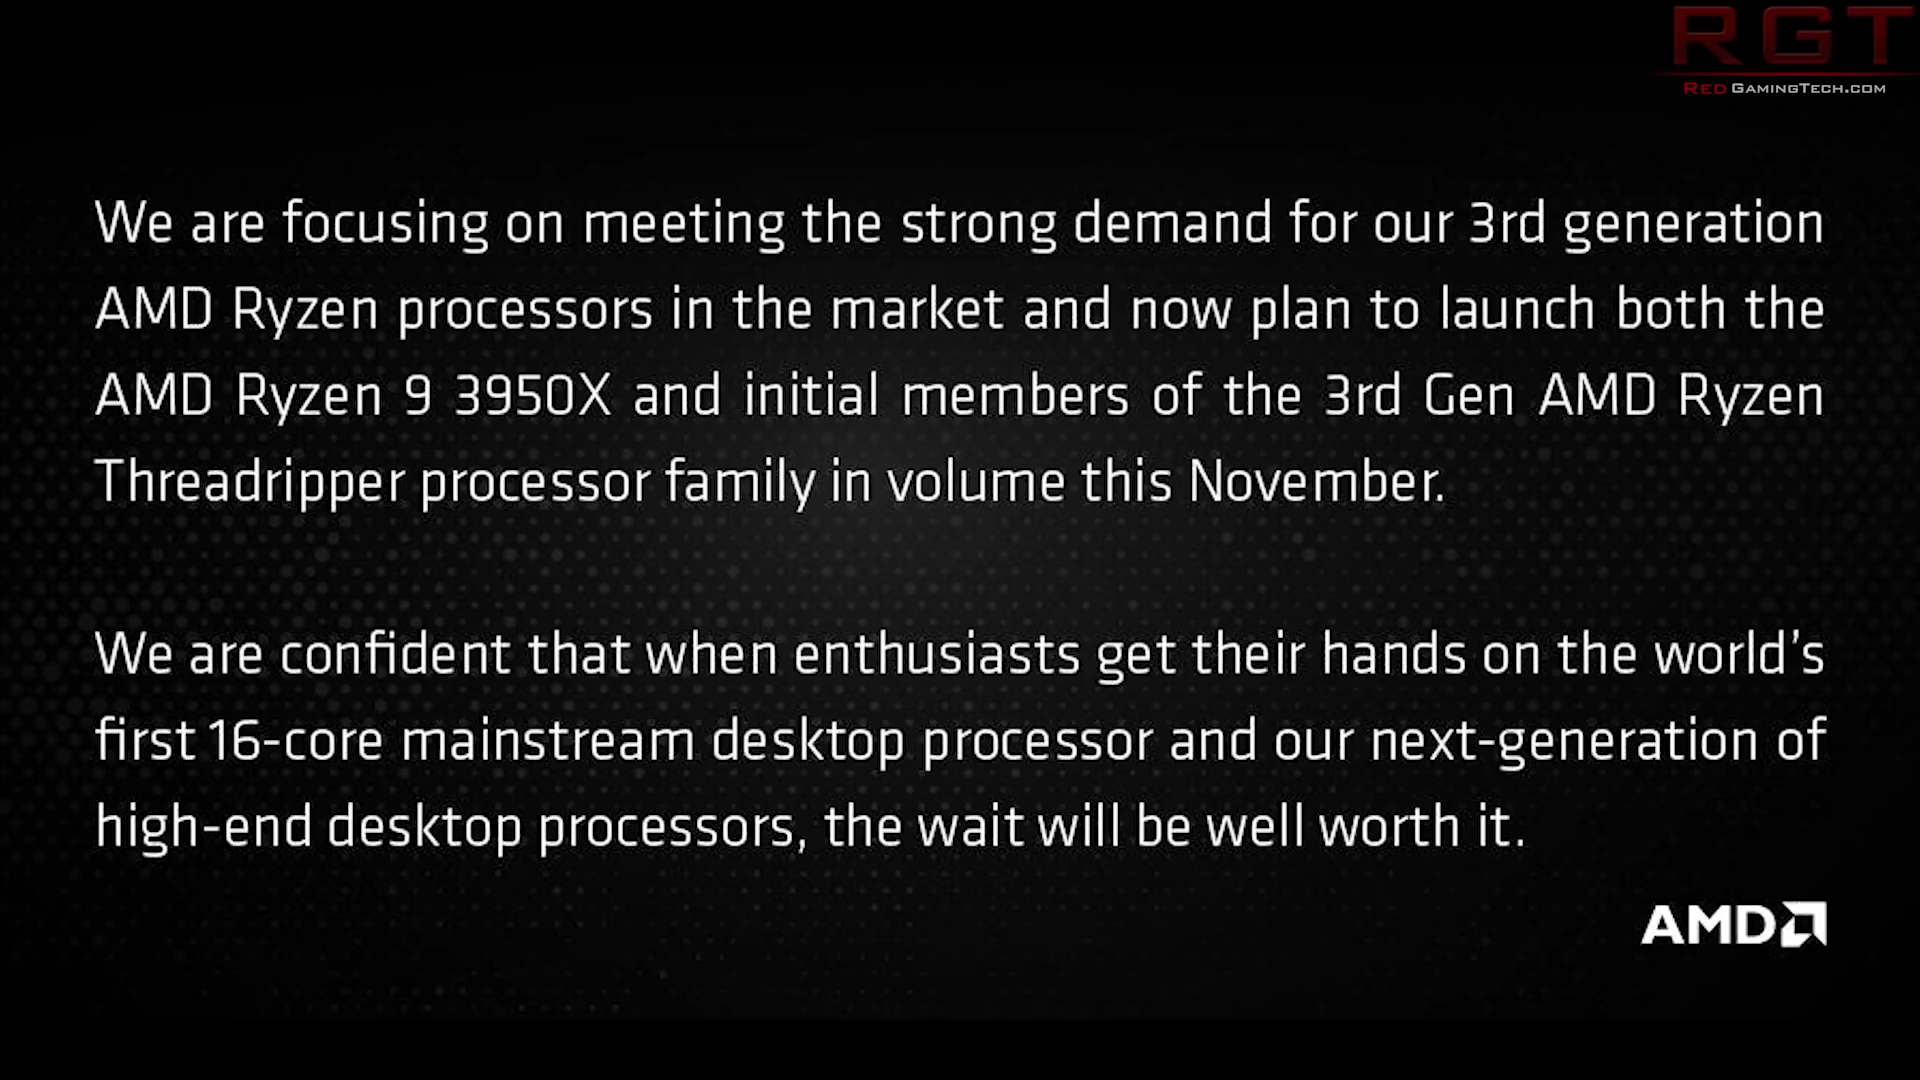 RGT
RedGamingTech.com
We are focusing on meeting the strong demand for our 3rd generation
AMD Ryzen processors in the market and now plan to launch both the
AMD Ryzen 9 3950X and initial members of the 3rd Gen AMD Ryzen
Threadripper processor family in volume this November.
We are confident that when enthusiasts get their hands on the world’s
first 16-core mainstream desktop processor and our next-generation of
high-end desktop processors, the wait will be well worth it.
AMD